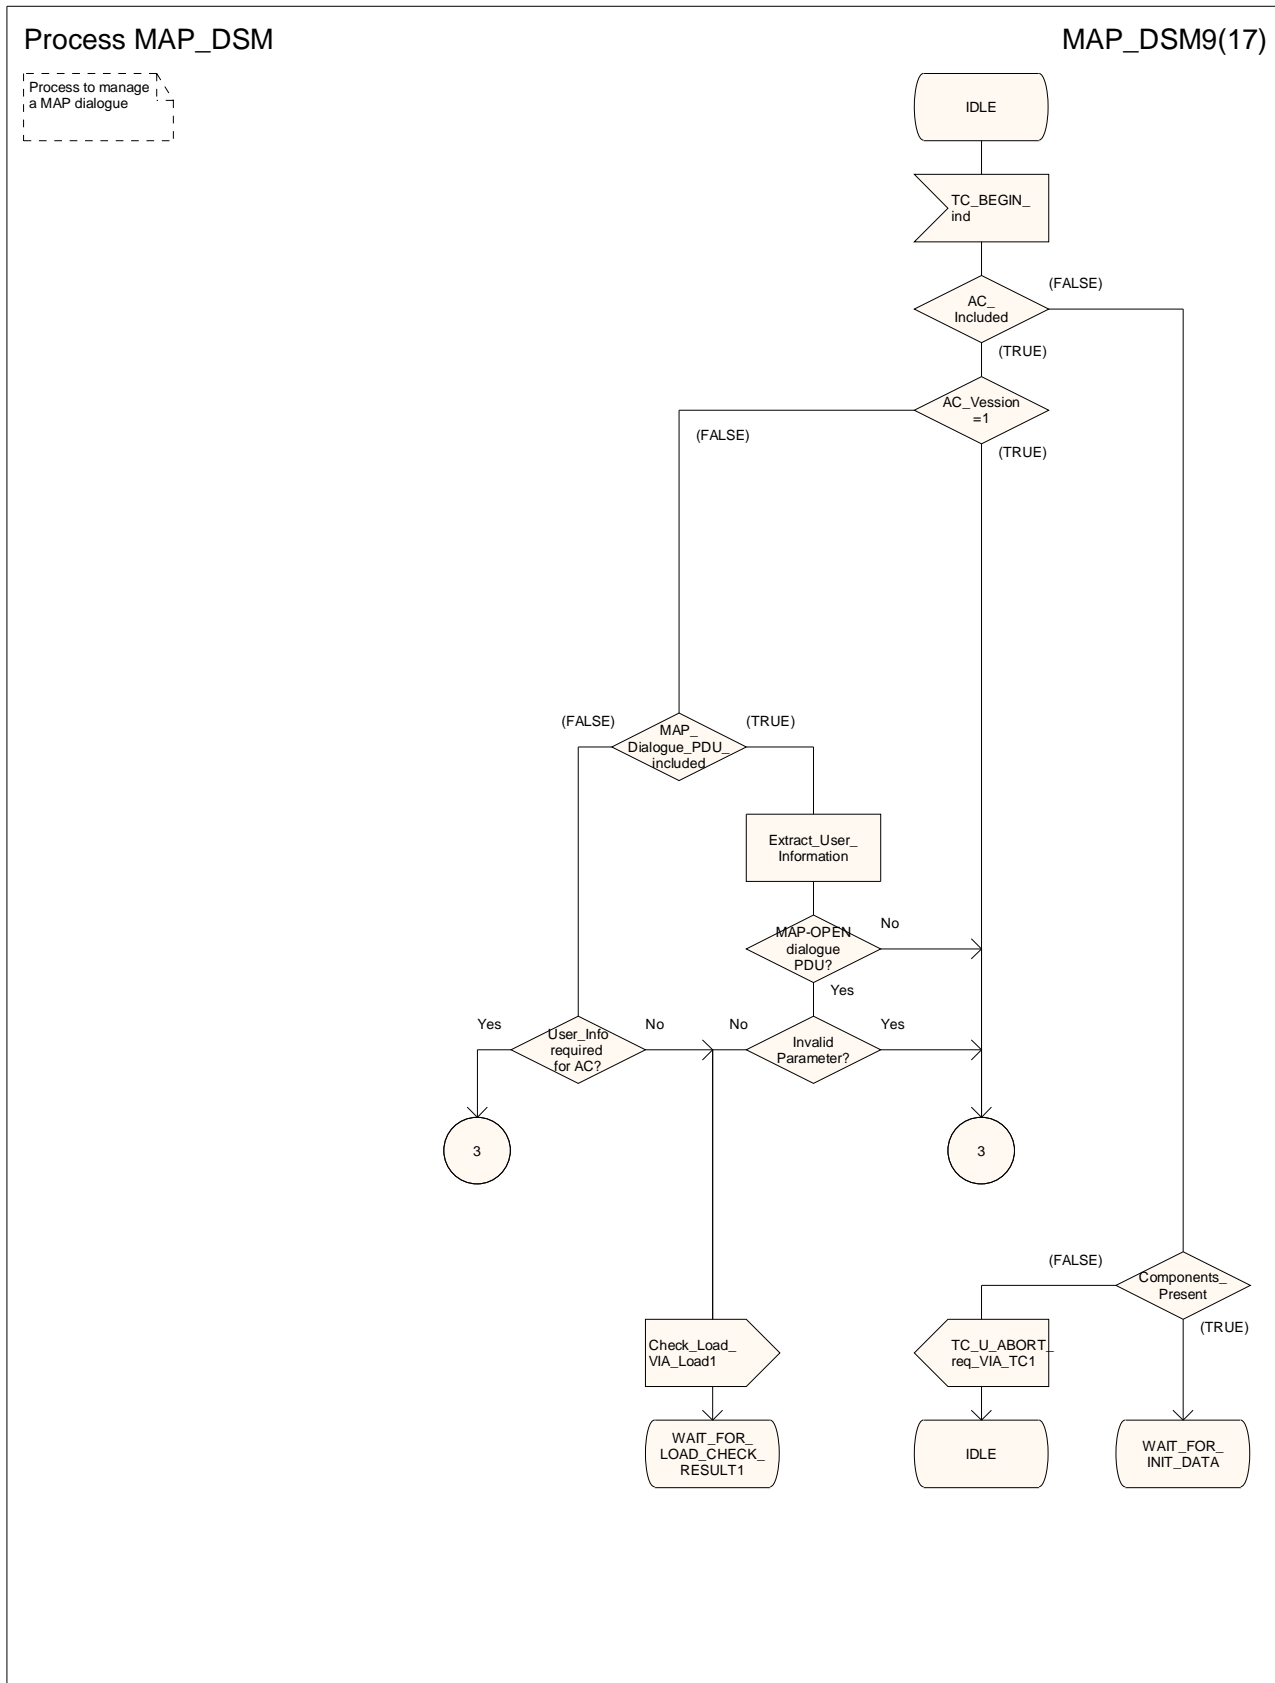 Process MAP_DSM
MAP_DSM9(17)
Process to manage
a MAP dialogue
IDLE
TC_BEGIN_
ind
(FALSE)
AC_
Included
(TRUE)
AC_Vession
=1
(FALSE)
(TRUE)
(FALSE)
(TRUE)
MAP_
Dialogue_PDU_
included
Extract_User_
Information
No
MAP-OPEN
dialogue
PDU?
Yes
Yes
User_Info
required
for AC?
No
No
Invalid
Parameter?
Yes
3
3
(FALSE)
Components_
Present
(TRUE)
Check_Load_
VIA_Load1
TC_U_ABORT_
req_VIA_TC1
WAIT_FOR_
LOAD_CHECK_
RESULT1
IDLE
WAIT_FOR_
INIT_DATA